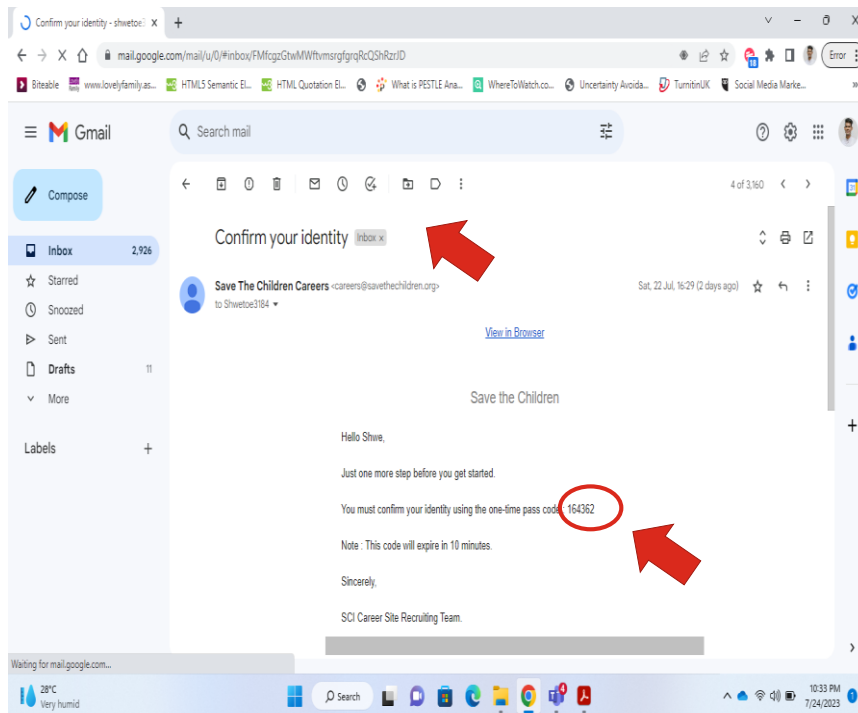 Confirm your identity - shwetoe3
mail.google.com/mail/u/0/#inbox/FMfcgzGtwMWftvmsrgfgrqRcQShRzrJD
18
Error
Biteable
www.lovelyfamily.as...
HTML5 Semantic El...
HTML Quotation El...
What is PESTLE Ana...
WhereToWatch.co...
Uncertainty Avoida...
TurnitinUK
Social Media Marke...
»
Gmail
Search mail
Compose
4 of 3,160
Inbox 2,926
Starred
Snoozed
Sent
Drafts 11
More
Labels
Confirm your identity Inbox x
Save The Children Careers <careers@savethechildren.org>
Sat, 22 Jul, 16:29 (2 days ago)
to Shwetoe3184
View in Browser
Save the Children
Hello Shwe,
Just one more step before you get started.
You must confirm your identity using the one-time pass code : 164362
Note : This code will expire in 10 minutes.
Sincerely,
SCI Career Site Recruiting Team.
Waiting for mail.google.com...
28°C
Very humid
Search
4
10:33 PM
7/24/2023
1